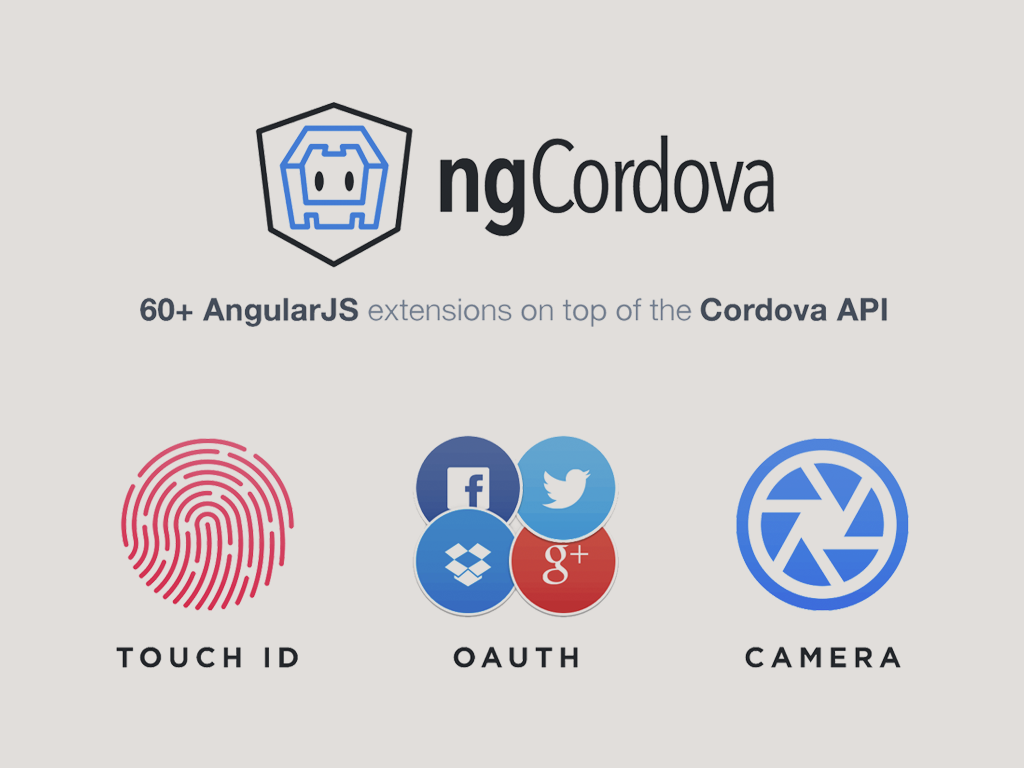 ngCordova
60+ AngularJS extensions on top of the Cordova API
f
g+
TOUCH ID
OAUTH
CAMERA